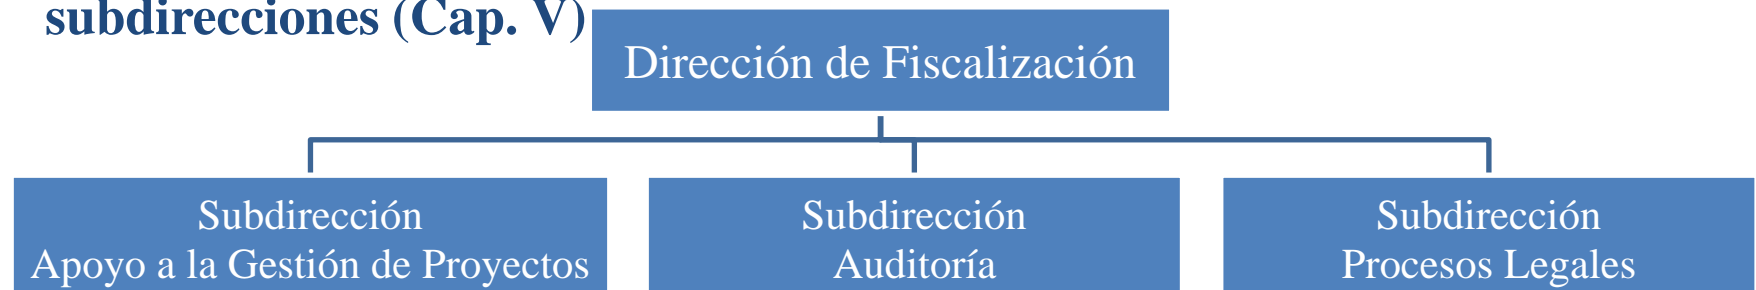 subdirecciones (Cap. V)
Dirección de Fiscalización
Subdirección
Apoyo a la Gestión de Proyectos
Subdirección
Auditoría
Subdirección
Procesos Legales